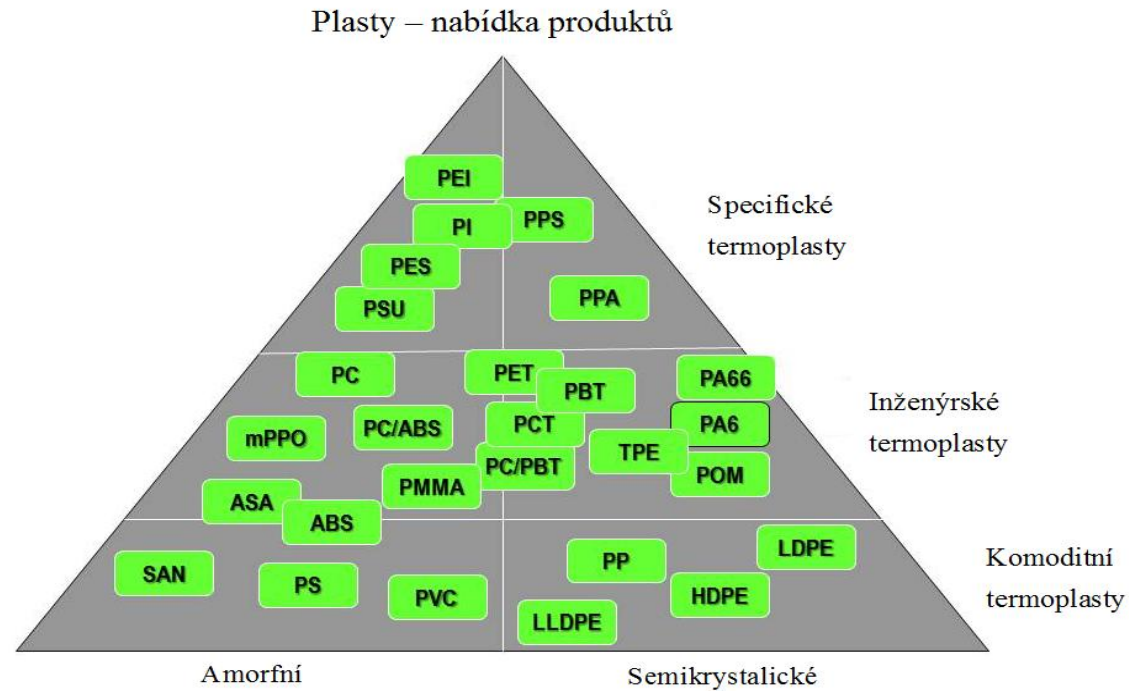 Plasty – nabídka produktů
PEI
PI
PPS
PES
PSU
PPA
Specifické
termoplasty
PC
PET
PBT
PA66
mPPO
PC/ABS
PCT
PA6
TPE
PC/PBT
PMMA
POM
ASA
ABS
Inženýrské
termoplasty
SAN
PS
PVC
PP
LDPE
HDPE
LLDPE
Komoditní
termoplasty
Amorfní
Semikrystalické